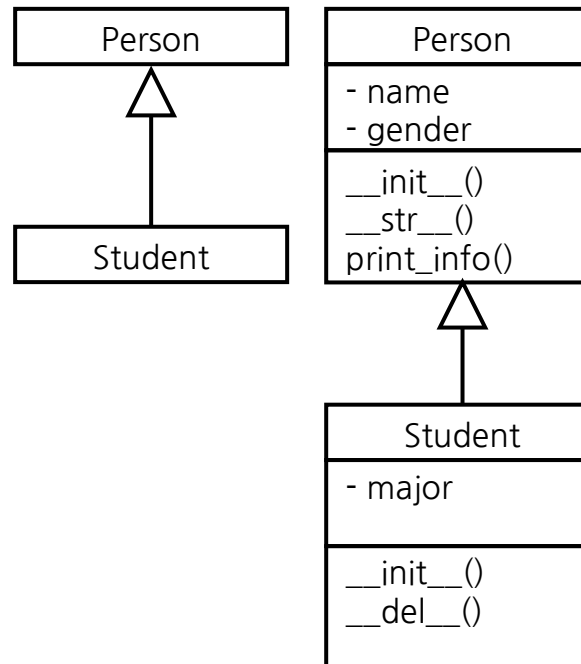 Person
Student
Person
- name
- gender
__init__()
__str__()
print_info()
Student
- major
__init__()
__del__()